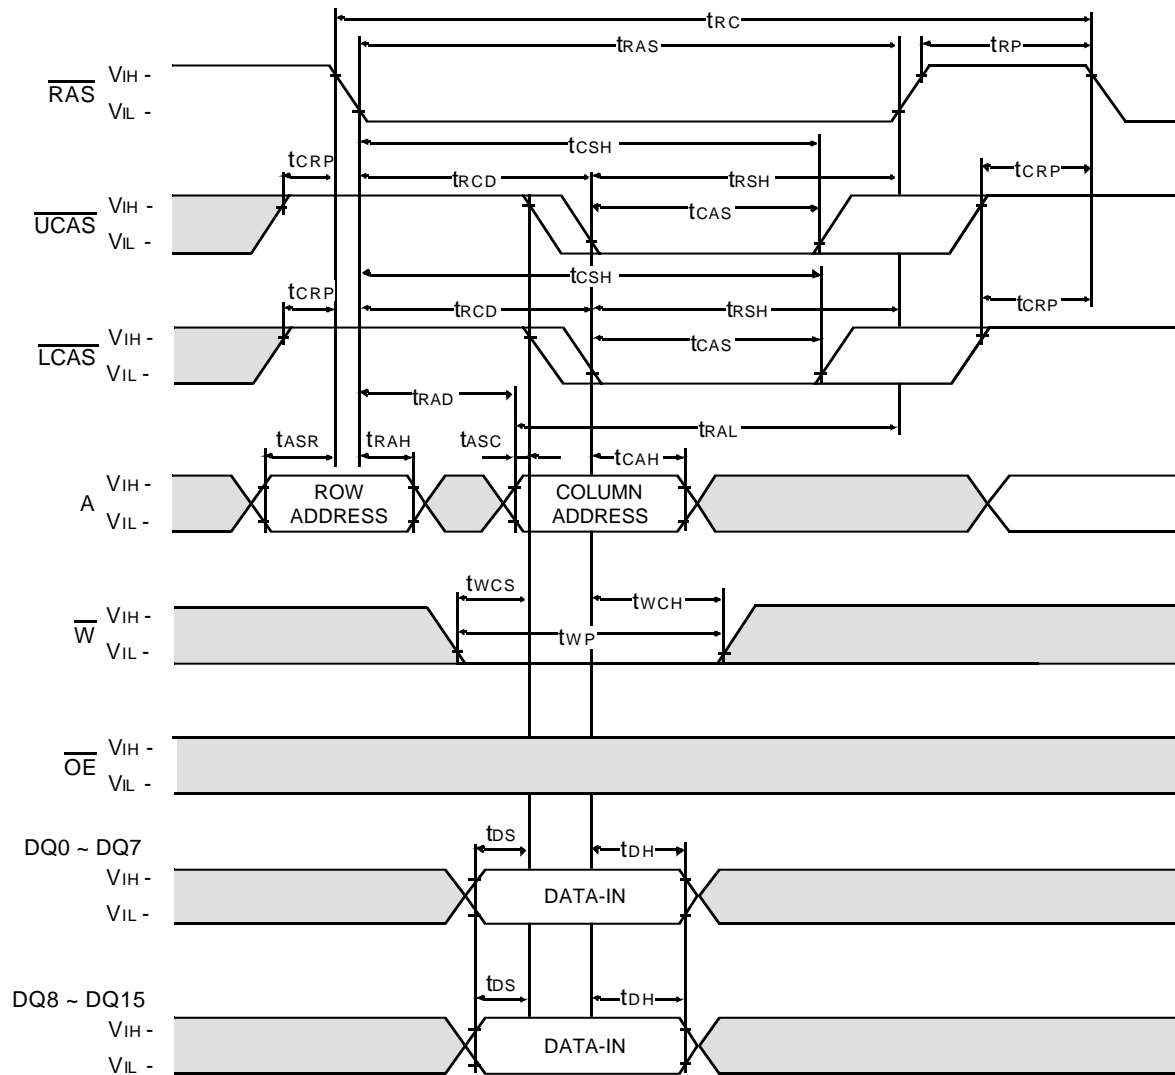 tRC
tRAS
tRP
RAS
VIH -
VIL -
tCSH
tCRP
tRCD
tRSH
tCRP
UCAS
VIH -
VIL -
tCAS
tCSH
tCRP
tRCD
tRSH
tCRP
LCAS
VIH -
VIL -
tCAS
tRAD
tRAL
tASR
tRAH
tASC
tCAH
A
VIH -
VIL -
ROW
ADDRESS
COLUMN
ADDRESS
tWCS
tWCH
W
VIH -
VIL -
tWP
OE
VIH -
VIL -
DQ0 ~ DQ7
tDS
tDH
VIH -
VIL -
DATA-IN
DQ8 ~ DQ15
tDS
tDH
VIH -
VIL -
DATA-IN